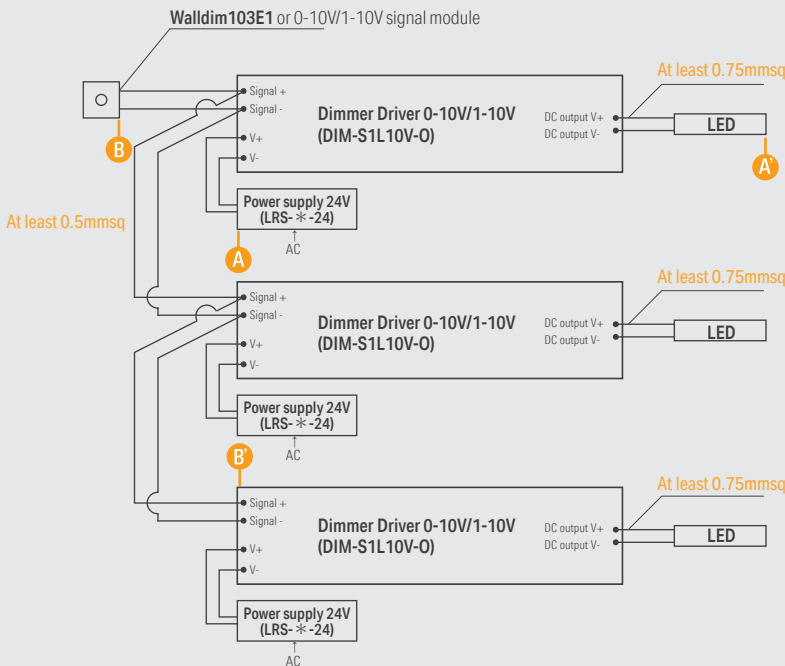 Walldim103E1 or 0-10V/1-10V signal module
At least 0.75mmsq
Signal +
Signal -
V+
V-
Dimmer Driver 0-10V/1-10V
(DIM-S1L10V-O)
DC output V+
DC output V-
LED
B
A'
At least 0.5mmsq
Power supply 24V
(LRS-＊-24)
↑
AC
A
At least 0.75mmsq
Signal +
Signal -
V+
V-
Dimmer Driver 0-10V/1-10V
(DIM-S1L10V-O)
DC output V+
DC output V-
LED
Power supply 24V
(LRS-＊-24)
↑
AC
B'
At least 0.75mmsq
Signal +
Signal -
V+
V-
Dimmer Driver 0-10V/1-10V
(DIM-S1L10V-O)
DC output V+
DC output V-
LED
Power supply 24V
(LRS-＊-24)
↑
AC